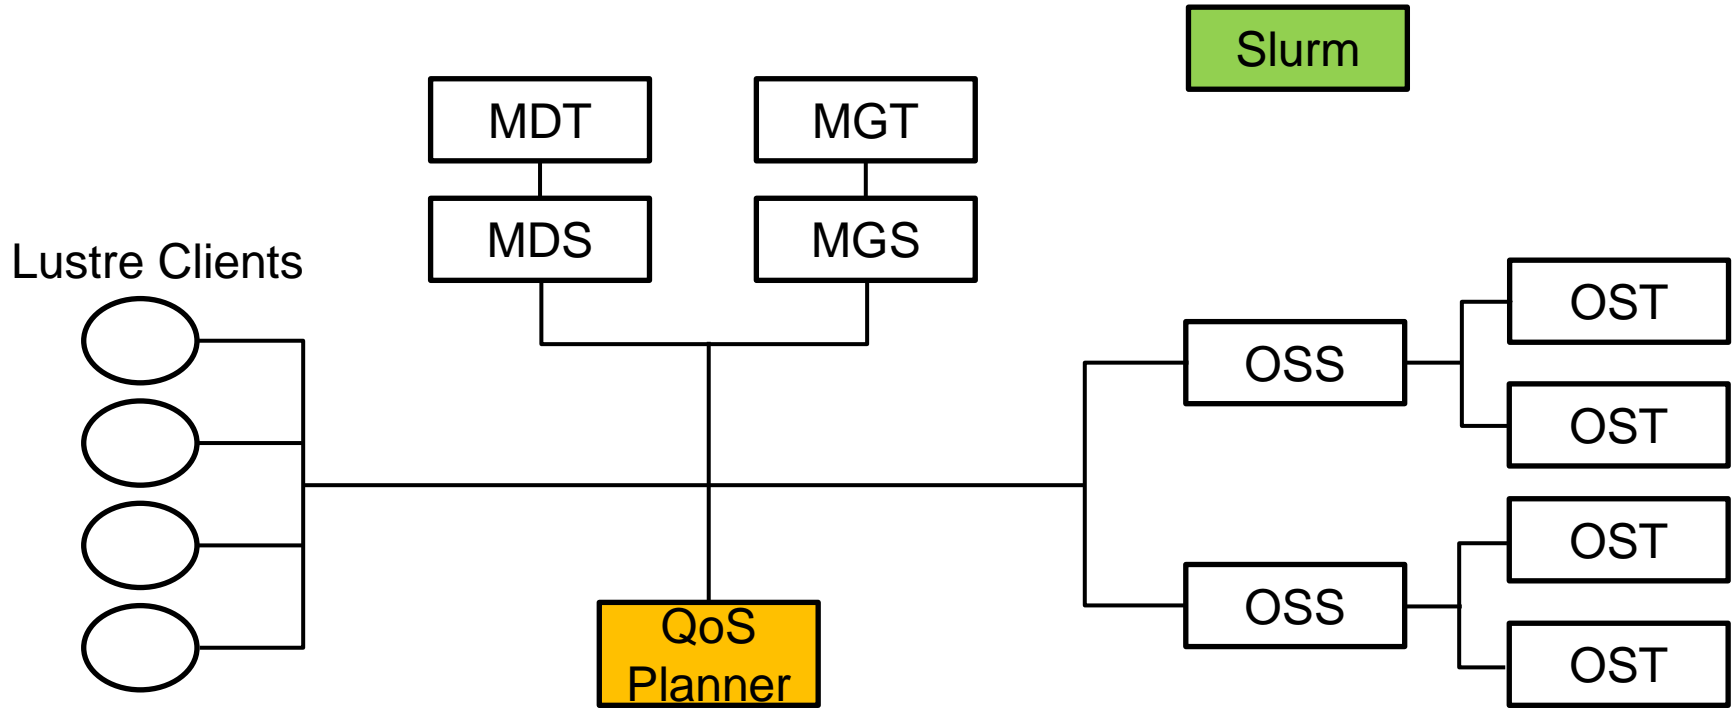 Slurm
MDT
MGT
MDS
MGS
Lustre Clients
OST
OSS
OST
OST
OSS
OST
QoS
Planner